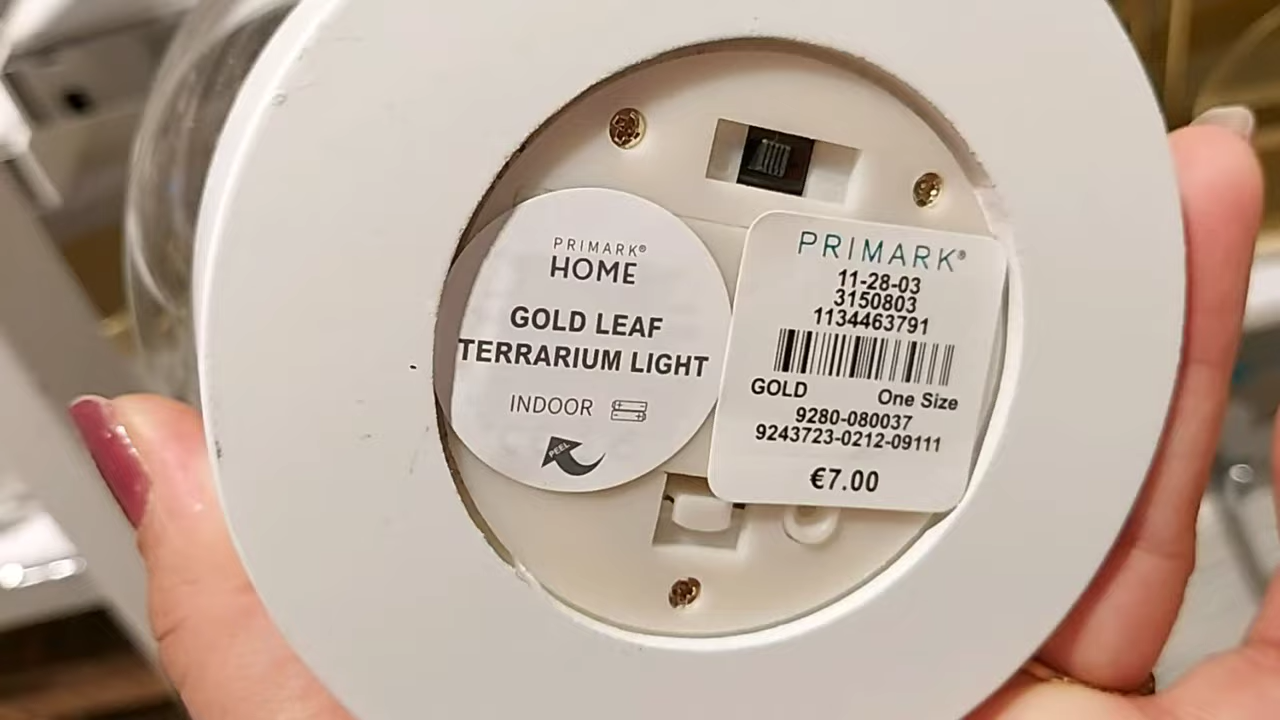 PRIMARK®
HOME
GOLD LEAF
TERRARIUM LIGHT
INDOOR
PEEL
PRIMARK®
11-28-03
3150803
1134463791
GOLD One Size
9280-080037
9243723-0212-09111
€7.00